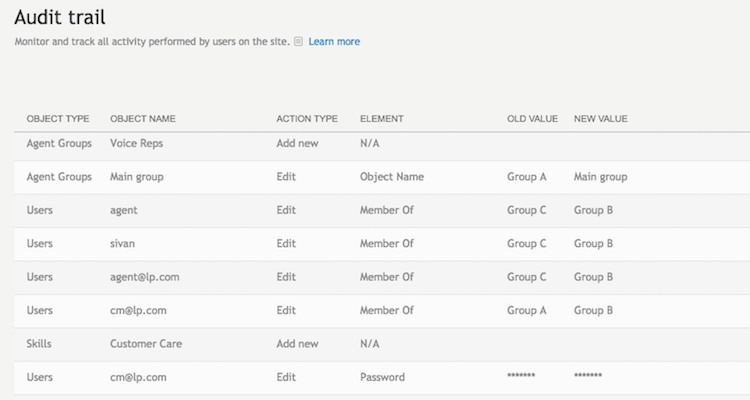 Audit trail
Monitor and track all activity performed by users on the site. Learn more
OBJECT TYPE OBJECT NAME ACTION TYPE ELEMENT OLD VALUE NEW VALUE
Agent Groups Voice Reps Add new N/A
Agent Groups Main group Edit Object Name Group A Main group
Users agent Edit Member Of Group C Group B
Users sivan Edit Member Of Group C Group B
Users agent@lp.com Edit Member Of Group C Group B
Users cm@lp.com Edit Member Of Group A Group B
Skills Customer Care Add new N/A
Users cm@lp.com Edit Password ******* *******